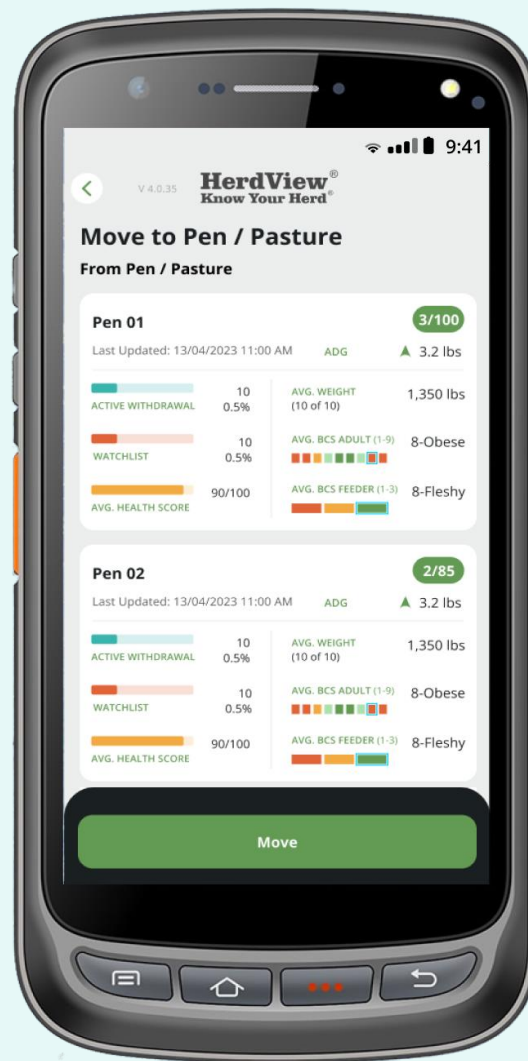 9:41
V 4.0.35
HerdView®
Know Your Herd®
Move to Pen / Pasture
From Pen / Pasture
Pen 01
3/100
Last Updated: 13/04/2023 11:00 AM
ADG
3.2 lbs
10
ACTIVE WITHDRAWAL
0.5%
10
WATCHLIST
0.5%
90/100
AVG. HEALTH SCORE
AVG. WEIGHT
(10 of 10)
1,350 lbs
AVG. BCS ADULT (1-9)
8-Obese
AVG. BCS FEEDER (1-3)
8-Fleshy
Pen 02
2/85
Last Updated: 13/04/2023 11:00 AM
ADG
3.2 lbs
10
ACTIVE WITHDRAWAL
0.5%
10
WATCHLIST
0.5%
90/100
AVG. HEALTH SCORE
AVG. WEIGHT
(10 of 10)
1,350 lbs
AVG. BCS ADULT (1-9)
8-Obese
AVG. BCS FEEDER (1-3)
8-Fleshy
Move